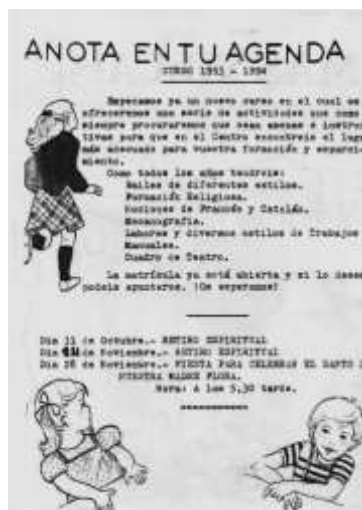 ANOTA EN TU AGENDA
CURSO 1993 - 1994
Empezamos ya un nuevo curso en el cual os
ofreceremos una serie de actividades que como
siempre procuraremos que sean amenas e instruc
tivas para que en el Centro encontreis el lugar
más adecuado para vuestra formación y esparci-
miento.
Como todos los años tendreis:
Bailes de diferentes estilos.
Formación Religiosa.
Nociones de Francés y Catalán.
Mecanografía.
Labores y diversos estilos de Trabajos
Manuales.
Cuadro de Teatro.
La matrícula ya está abierta y si lo desea
podeis apuntaros. ¡Os esperamos!
Dia 31 de Octubre.- RETIRO ESPIRITUAL
Dia de Noviembre.- RETIRO ESPIRITUAL
Dia 28 de Noviembre.- FIESTA PARA CELEBRAR EL SANTO D
NUESTRA MADRE FLORA.
Hora: A las 5,30 tarde.